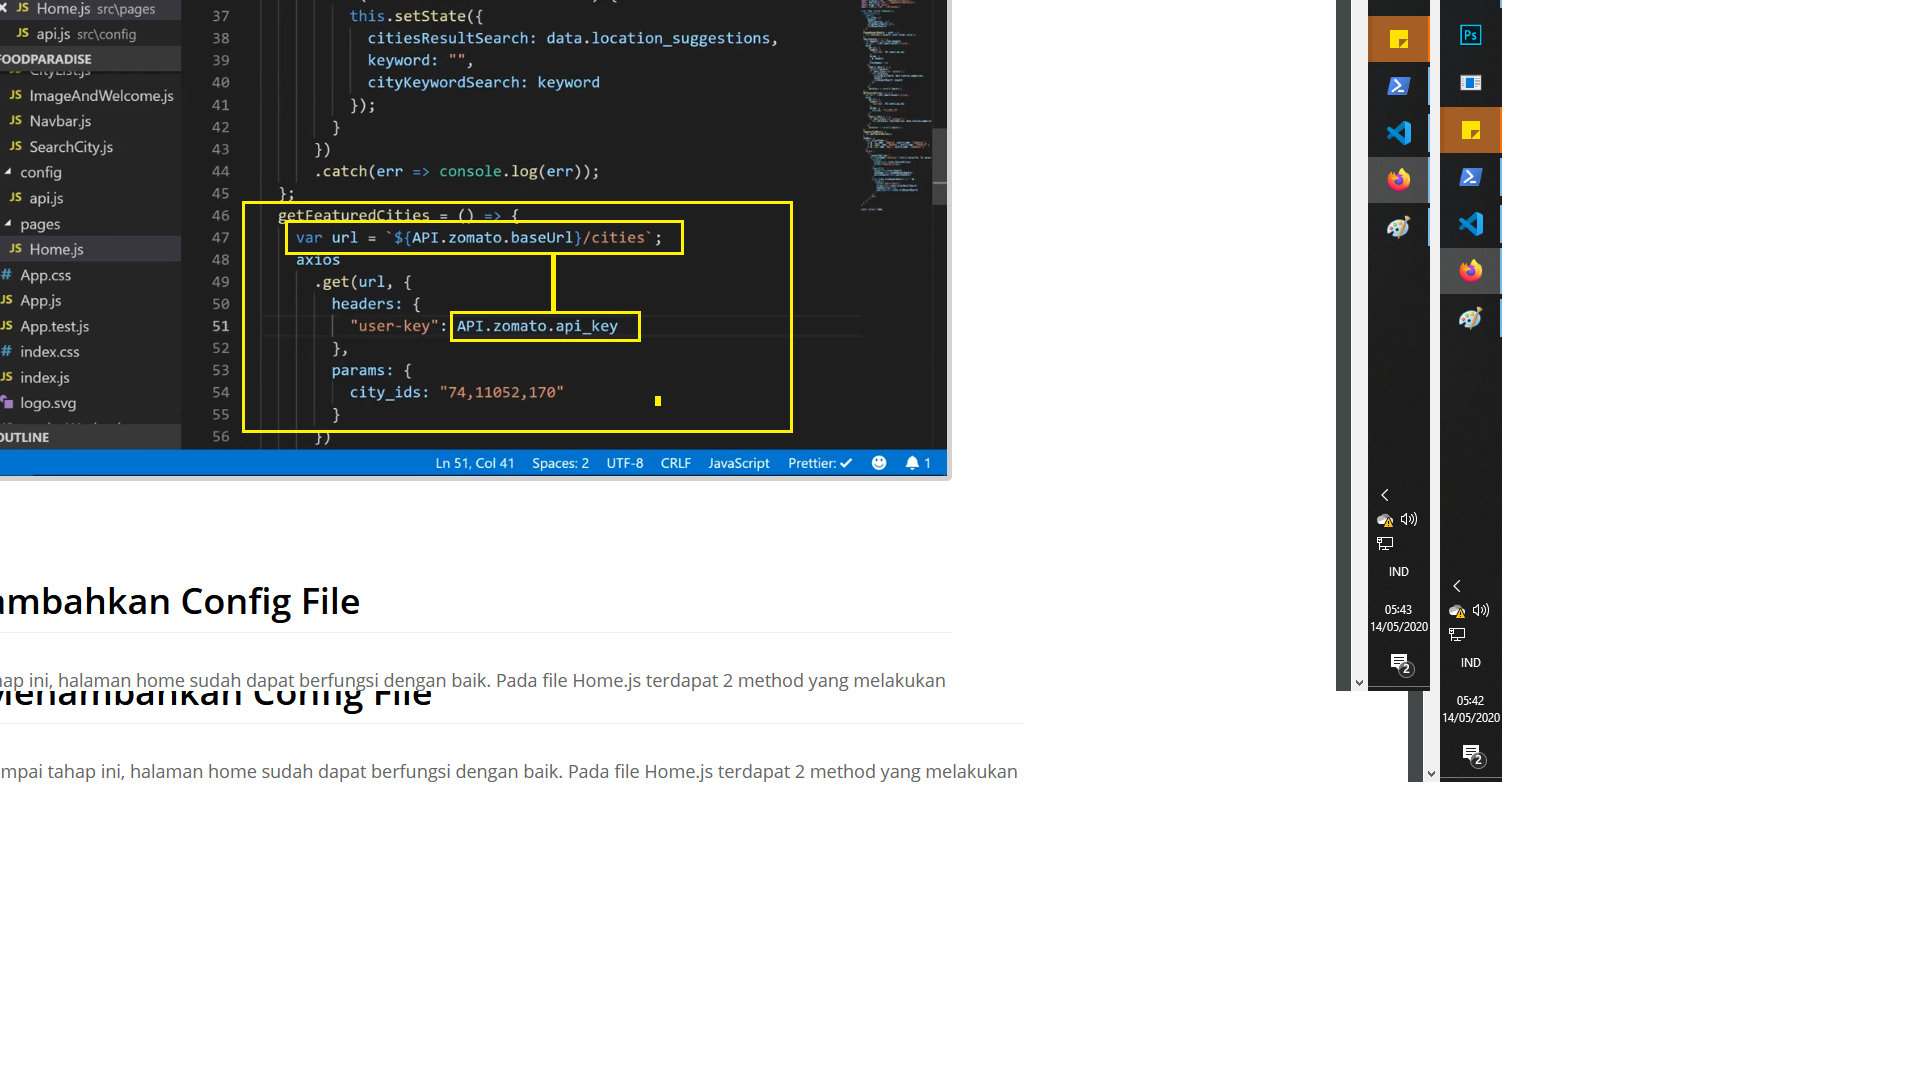 JS Home.js src\pages
JS api.js src\config
FOODPARADISE
CityList.js
JS ImageAndWelcome.js
JS Navbar.js
JS SearchCity.js
config
JS api.js
pages
JS Home.js
# App.css
JS App.js
JS App.test.js
# index.css
JS index.js
logo.svg
OUTLINE
37 this.setState({
38 citiesResultSearch: data.location_suggestions,
39 keyword: "",
40 cityKeywordSearch: keyword
41 });
42 }
43 })
44 .catch(err => console.log(err));
45 };
46 getFeaturedCities = () => {
47 var url = `${API.zomato.baseUrl}/cities`;
48 axios
49 .get(url, {
50 headers: {
51 "user-key": API.zomato.api_key
52 },
53 params: {
54 city_ids: "74,11052,170"
55 }
56 })
Ln 51, Col 41 Spaces: 2 UTF-8 CRLF JavaScript Prettier: ✓ 1
ambahkan Config File
hap ini, halaman home sudah dapat berfungsi dengan baik. Pada file Home.js terdapat 2 method yang melakukan
Menambahkan Config File
mpai tahap ini, halaman home sudah dapat berfungsi dengan baik. Pada file Home.js terdapat 2 method yang melakukan
IND
05:43
14/05/2020
2
Ps
IND
05:42
14/05/2020
2